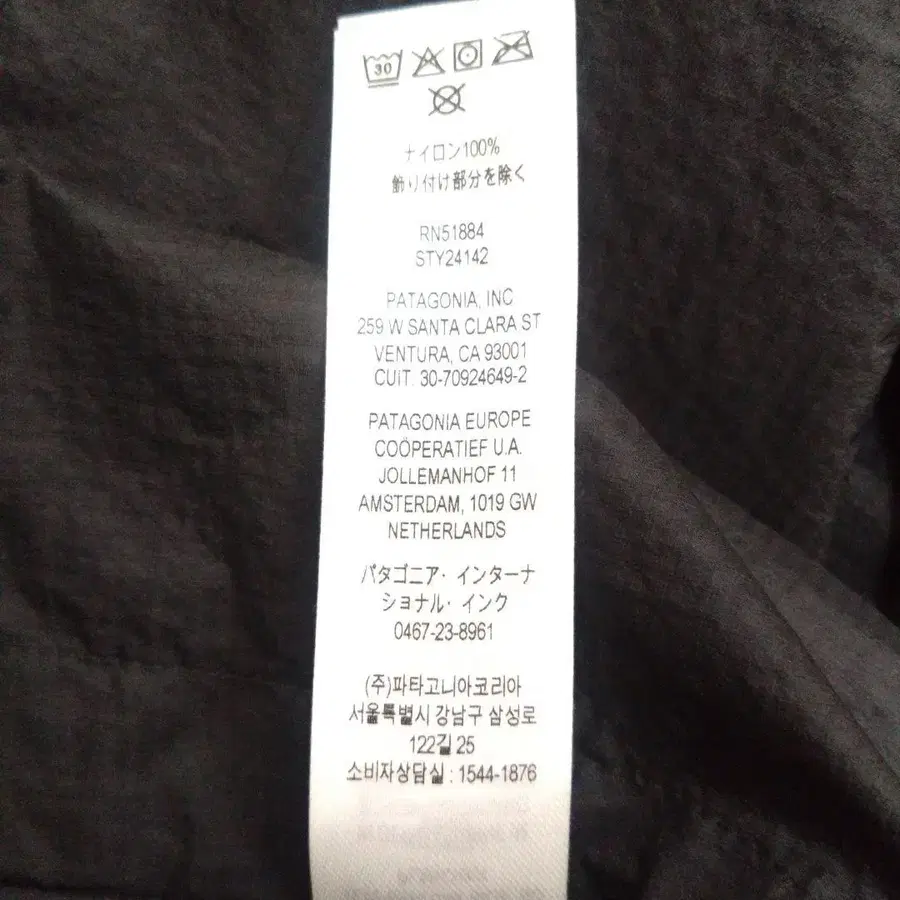 30
ナイロン100%
飾り付け部分を除く
RN51884
STY24142
PATAGONIA, INC
259 W SANTA CLARA ST
VENTURA, CA 93001
CUIT. 30-70924649-2
PATAGONIA EUROPE
COÖPERATIEF U.A.
JOLLEMANHOF 11
AMSTERDAM, 1019 GW
NETHERLANDS
パタゴニア・インターナ
ショナル・インク
0467-23-8961
(주)파타고니아코리아
서울특별시 강남구 삼성로
122길 25
소비자상담실 : 1544-1876